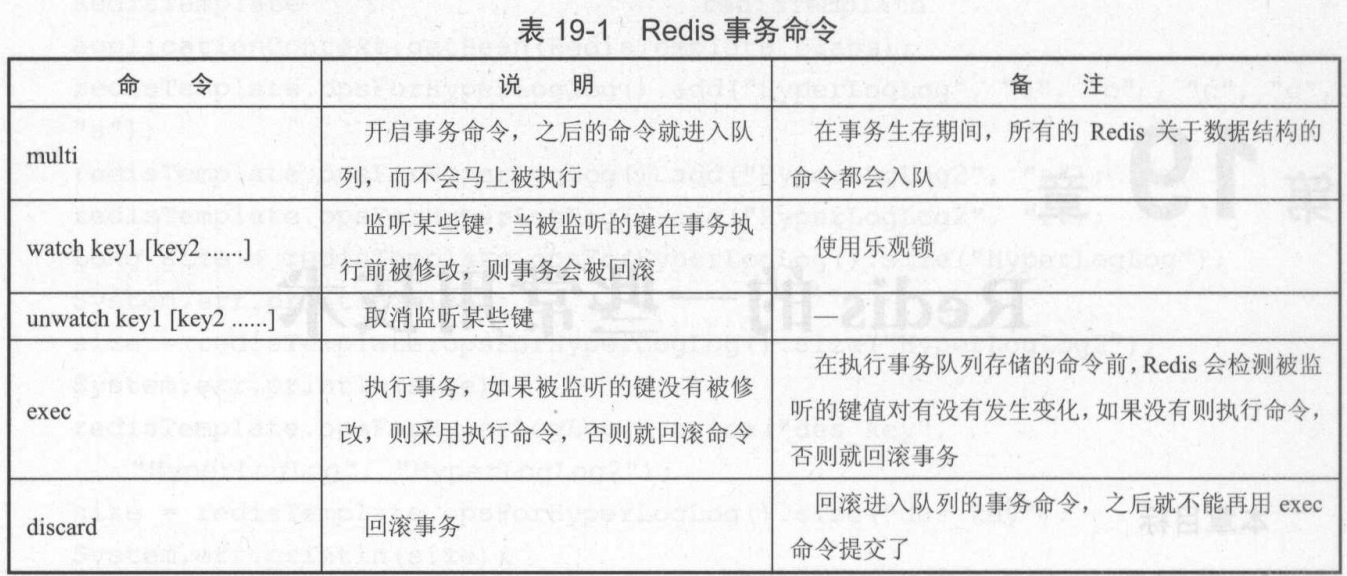 表 19-1 Redis 事务命令
命 令
说 明
备 注
multi
开启事务命令，之后的命令就进入队
列，而不会马上被执行
在事务生存期间，所有的 Redis 关于数据结构的
命令都会入队
watch key1 [key2 ......]
监听某些键，当被监听的键在事务执
行前被修改，则事务会被回滚
使用乐观锁
unwatch key1 [key2 ......]
取消监听某些键
—
exec
执行事务，如果被监听的键没有被修
改，则采用执行命令，否则就回滚命令
在执行事务队列存储的命令前，Redis 会检测被监
听的键值对有没有发生变化，如果没有则执行命令，
否则就回滚事务
discard
回滚事务
回滚进入队列的事务命令，之后就不能再用 exec
命令提交了